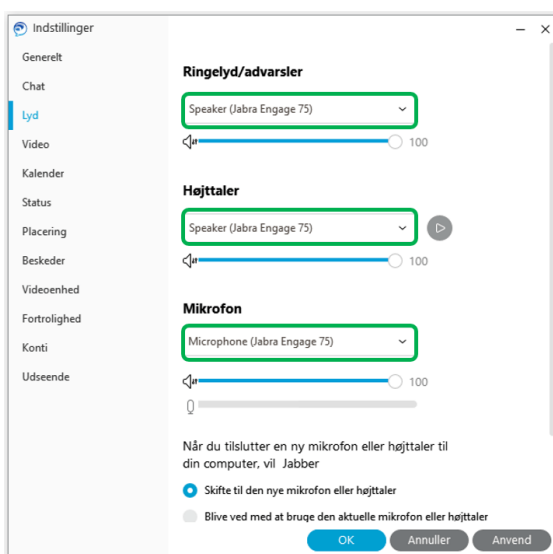 Indstillinger
Generelt
Chat
Lyd
Video
Kalender
Status
Placering
Beskeder
Videoenhed
Fortrolighed
Konti
Udseende
Ringelyd/advarsler
Speaker (Jabra Engage 75)
100
Højttaler
Speaker (Jabra Engage 75)
100
Mikrofon
Microphone (Jabra Engage 75)
100
Når du tilslutter en ny mikrofon eller højttaler til
din computer, vil Jabber
Skifte til den nye mikrofon eller højttaler
Blive ved med at bruge den aktuelle mikrofon eller højttaler
OK
Annuller
Anvend